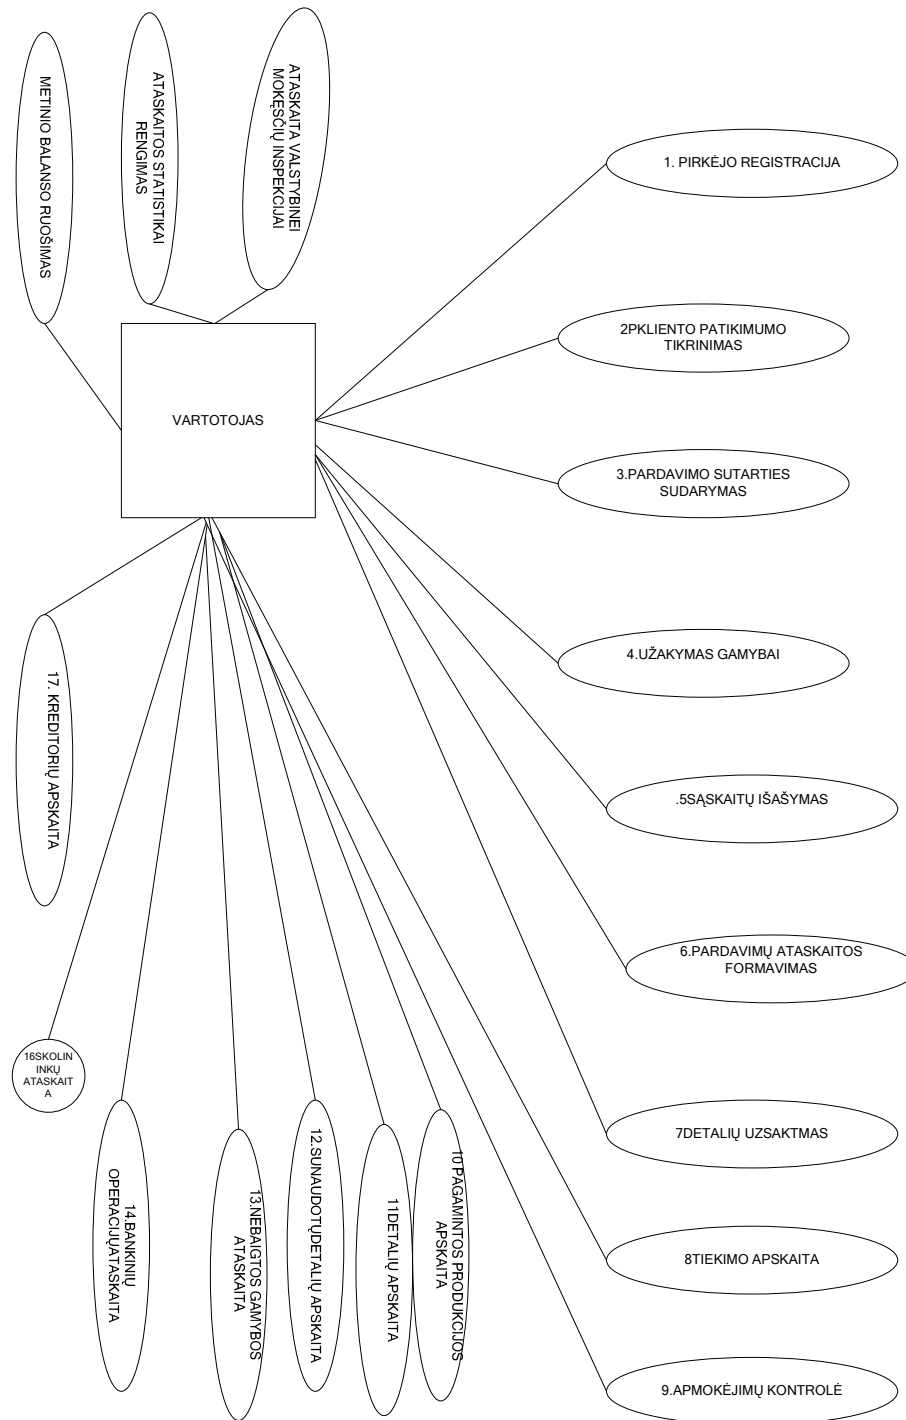 METINIO BALANSO RUOŠIMAS
ATASKAITOS STATISTIKAI
RENGIMAS
ATASKAITA VALSTYBINEI
MOKĘSČIŲ INSPEKCIJAI
1. PIRKĖJO REGISTRACIJA
2PKLIENTO PATIKIMUMO
TIKRINIMAS
VARTOTOJAS
3.PARDAVIMO SUTARTIES
SUDARYMAS
4.UŽAKYMAS GAMYBAI
.5SĄSKAITŲ IŠAŠYMAS
6.PARDAVIMŲ ATASKAITOS
FORMAVIMAS
7DETALIŲ UZSAKTMAS
8TIEKIMO APSKAITA
9.APMOKĖJIMŲ KONTROLĖ
10 PAGAMINTOS PRODUKCIJOS
APSKAITA
11DETALIŲ APSKAITA
12.SUNAUDOTŲDETALIŲ APSKAITA
13.NEBAIGTOS GAMYBOS
ATASKAITA
14.BANKINIŲ
OPERACIJŲATASKAITA
16SKOLIN
INKŲ
ATASKAIT
A
17. KREDITORIŲ APSKAITA